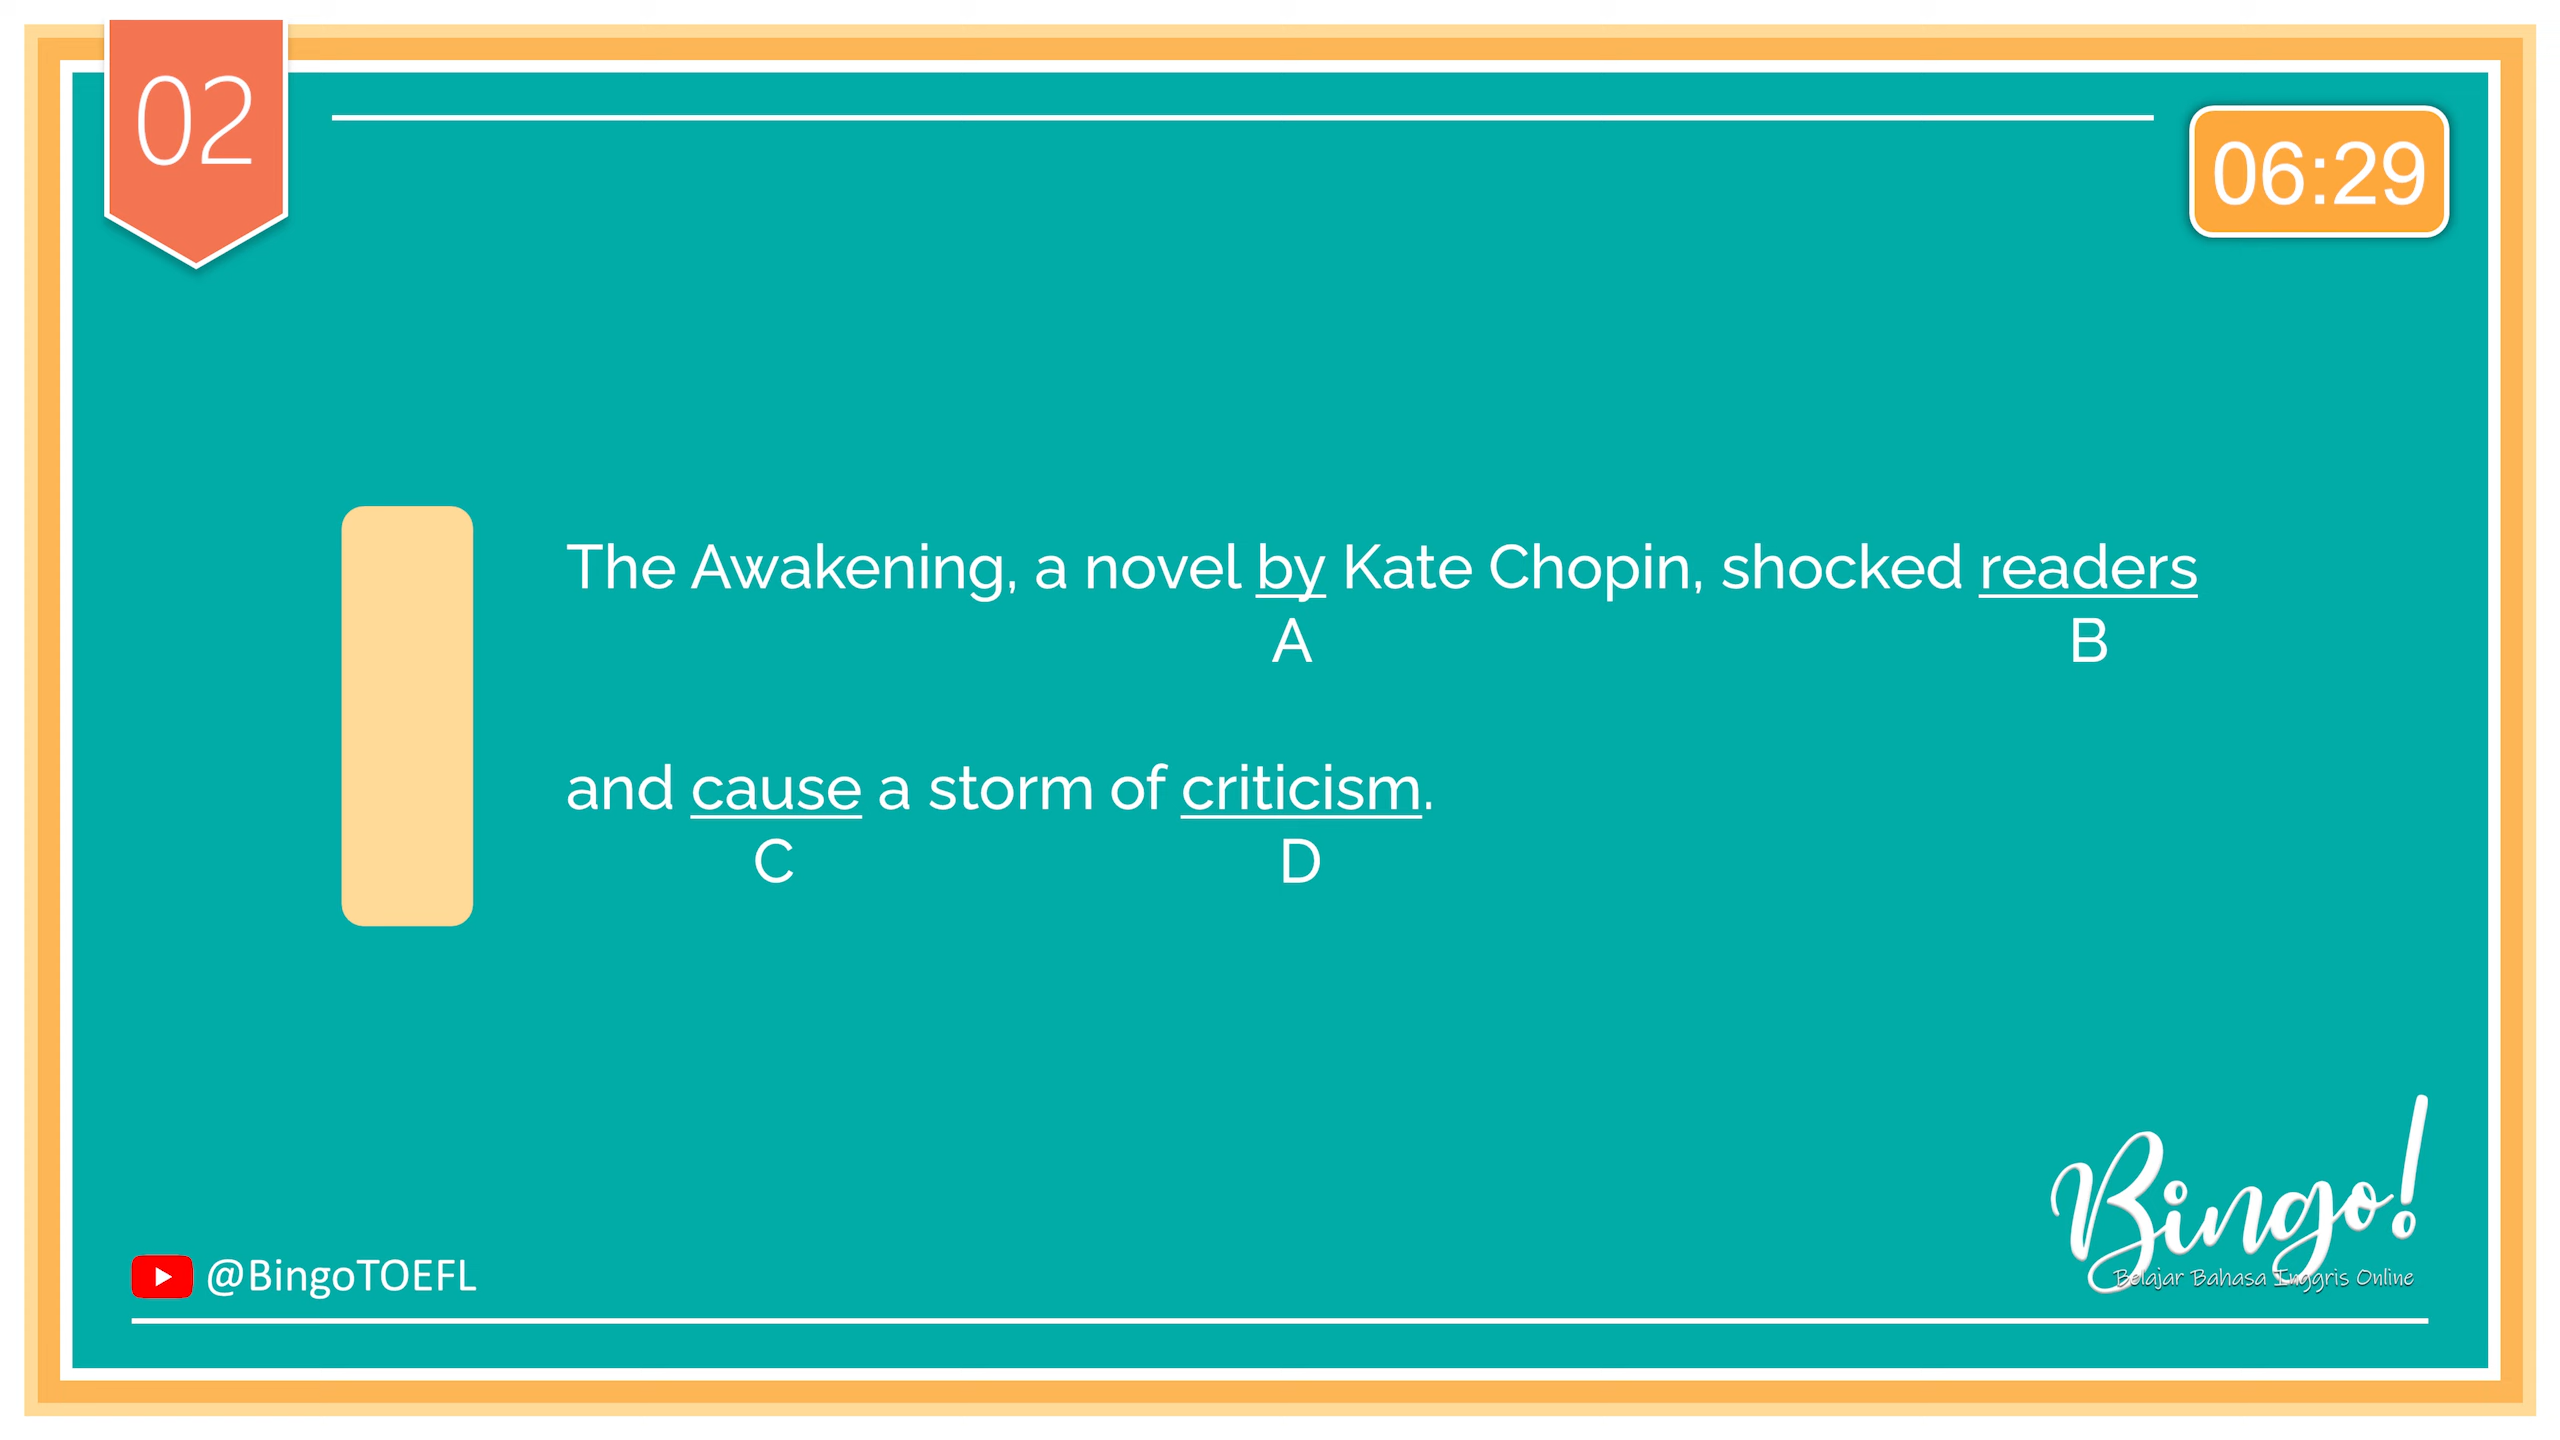 02
06:29
The Awakening, a novel by Kate Chopin, shocked readers
A B
and cause a storm of criticism.
C D
@BingoTOEFL
Bingo!
Belajar Bahasa Inggris Online